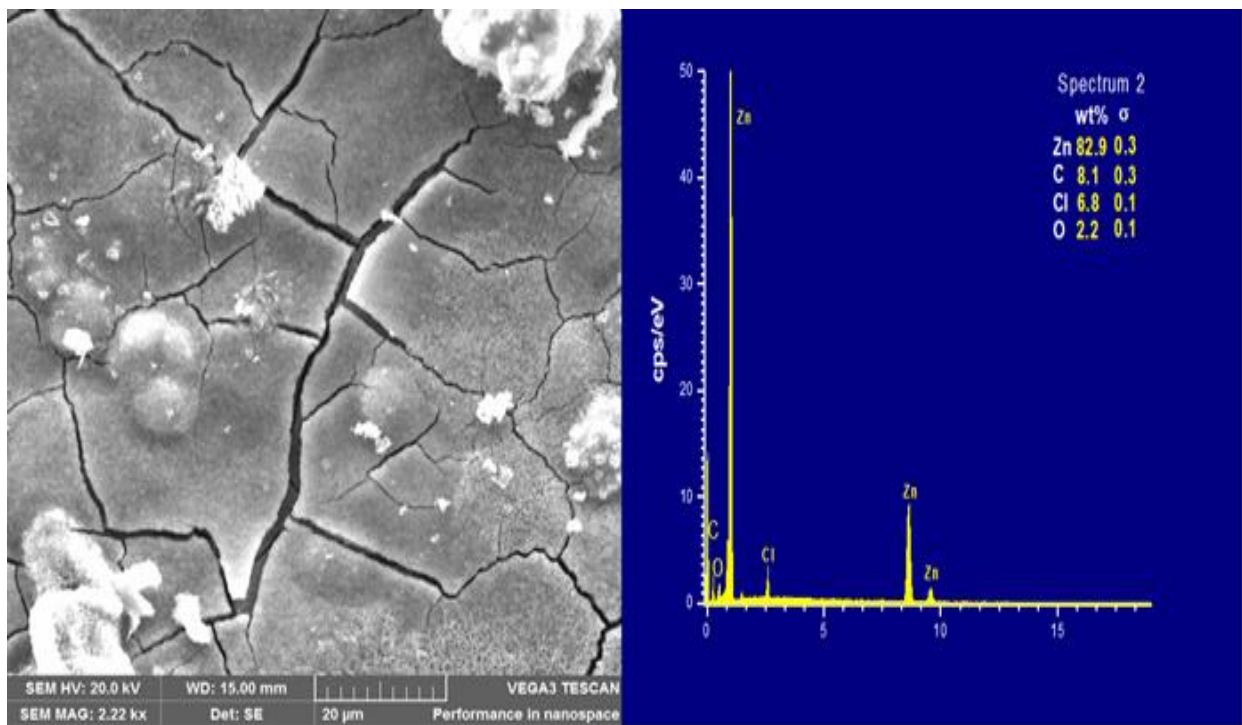 SEM HV: 20.0 kV WD: 15.00 mm VEGA3 TESCAN
SEM MAG: 2.22 kx Det: SE 20 µm Performance in nanospace
Spectrum 2
wt% σ
Zn 82.9 0.3
C 8.1 0.3
Cl 6.8 0.1
O 2.2 0.1
cps/eV
50
40
30
20
10
0
Zn
C
O
Cl
Zn
Zn
0 5 10 15